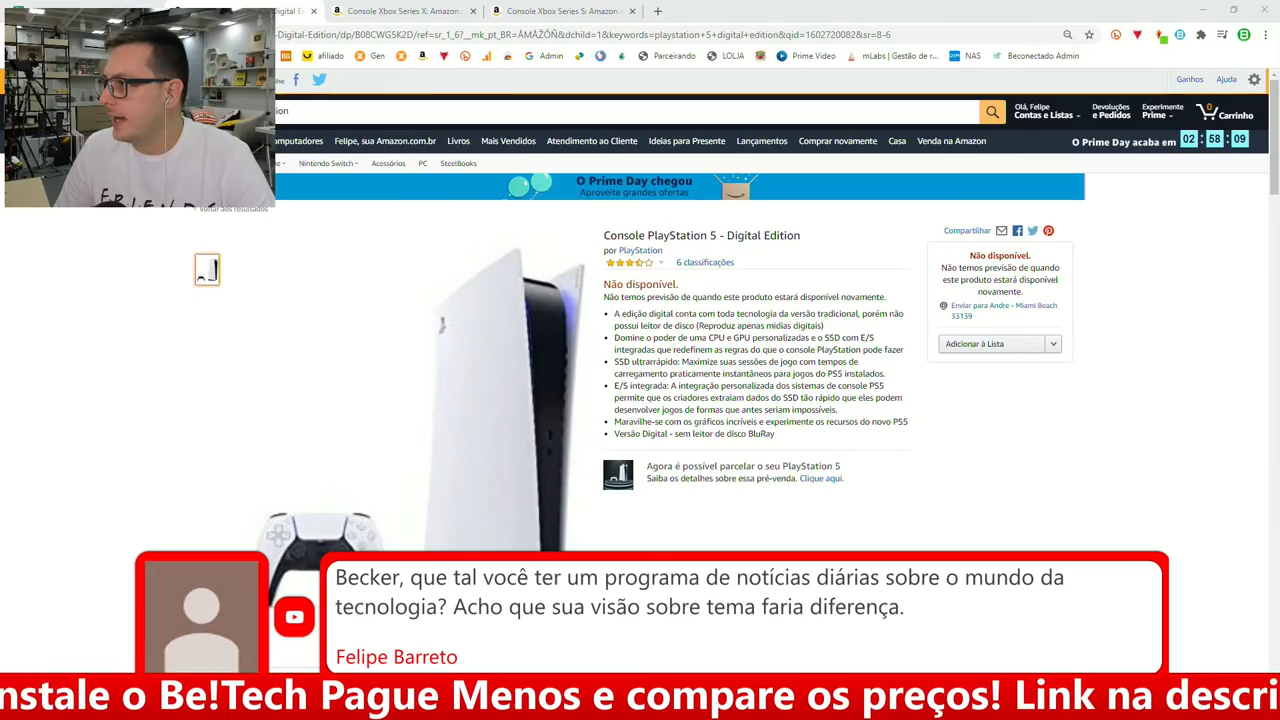 Digital Edition
Console Xbox Series X: Amazon.
Console Xbox Series S: Amazon.
-Digital-Edition/dp/B08CWG5K2D/ref=sr_1_6?__mk_pt_BR=ÅMÅŽÕÑ&dchild=1&keywords=playstation+5+digital+edition&qid=1602720082&sr=8-6
afiliado
Gen
Gen
Admin
Parceirando
LOLJA
Prime Video
mLabs | Gestão de r...
NAS
Beconectado Admin
lhe:
Ganhos
Ajuda
ion
Olá, Felipe
Contas e Listas
Devoluções
e Pedidos
Experimente
Prime
0
Carrinho
omputadores
Felipe, sua Amazon.com.br
Livros
Mais Vendidos
Atendimento ao Cliente
Ideias para Presente
Lançamentos
Comprar novamente
Casa
Venda na Amazon
O Prime Day acaba em
02 : 58 : 09
Nintendo Switch
Acessórios
PC
SteelBooks
O Prime Day chegou
Aproveite grandes ofertas
Voltar aos resultados
Console PlayStation 5 - Digital Edition
por PlayStation
6 classificações
Não disponível.
Não temos previsão de quando este produto estará disponível novamente.
A edição digital conta com toda tecnologia da versão tradicional, porém não
possui leitor de disco (Reproduz apenas midias digitais)
Domine o poder de uma CPU e GPU personalizadas e o SSD com E/S
integradas que redefinem as regras do que o console PlayStation pode fazer
SSD ultrarrápido: Maximize suas sessões de jogo com tempos de
carregamento praticamente instantâneos para jogos do PS5 instalados.
E/S integrada: A integração personalizada dos sistemas de console PS5
permite que os criadores extraiam dados do SSD tão rápido que eles podem
desenvolver jogos de formas que antes seriam impossíveis.
Maravilhe-se com os gráficos incríveis e experimente os recursos do novo PS5
Versão Digital - sem leitor de disco BluRay
Agora é possível parcelar o seu PlayStation 5
Saiba os detalhes sobre essa pré-venda. Clique aqui.
Compartilhar
Não disponível.
Não temos previsão de quando
este produto estará disponível
novamente.
Enviar para Andre - Miami Beach
33139
Adicionar à Lista
Becker, que tal você ter um programa de notícias diárias sobre o mundo da
tecnologia? Acho que sua visão sobre tema faria diferença.
Felipe Barreto
nstale o Be!Tech Pague Menos e compare os preços! Link na descri